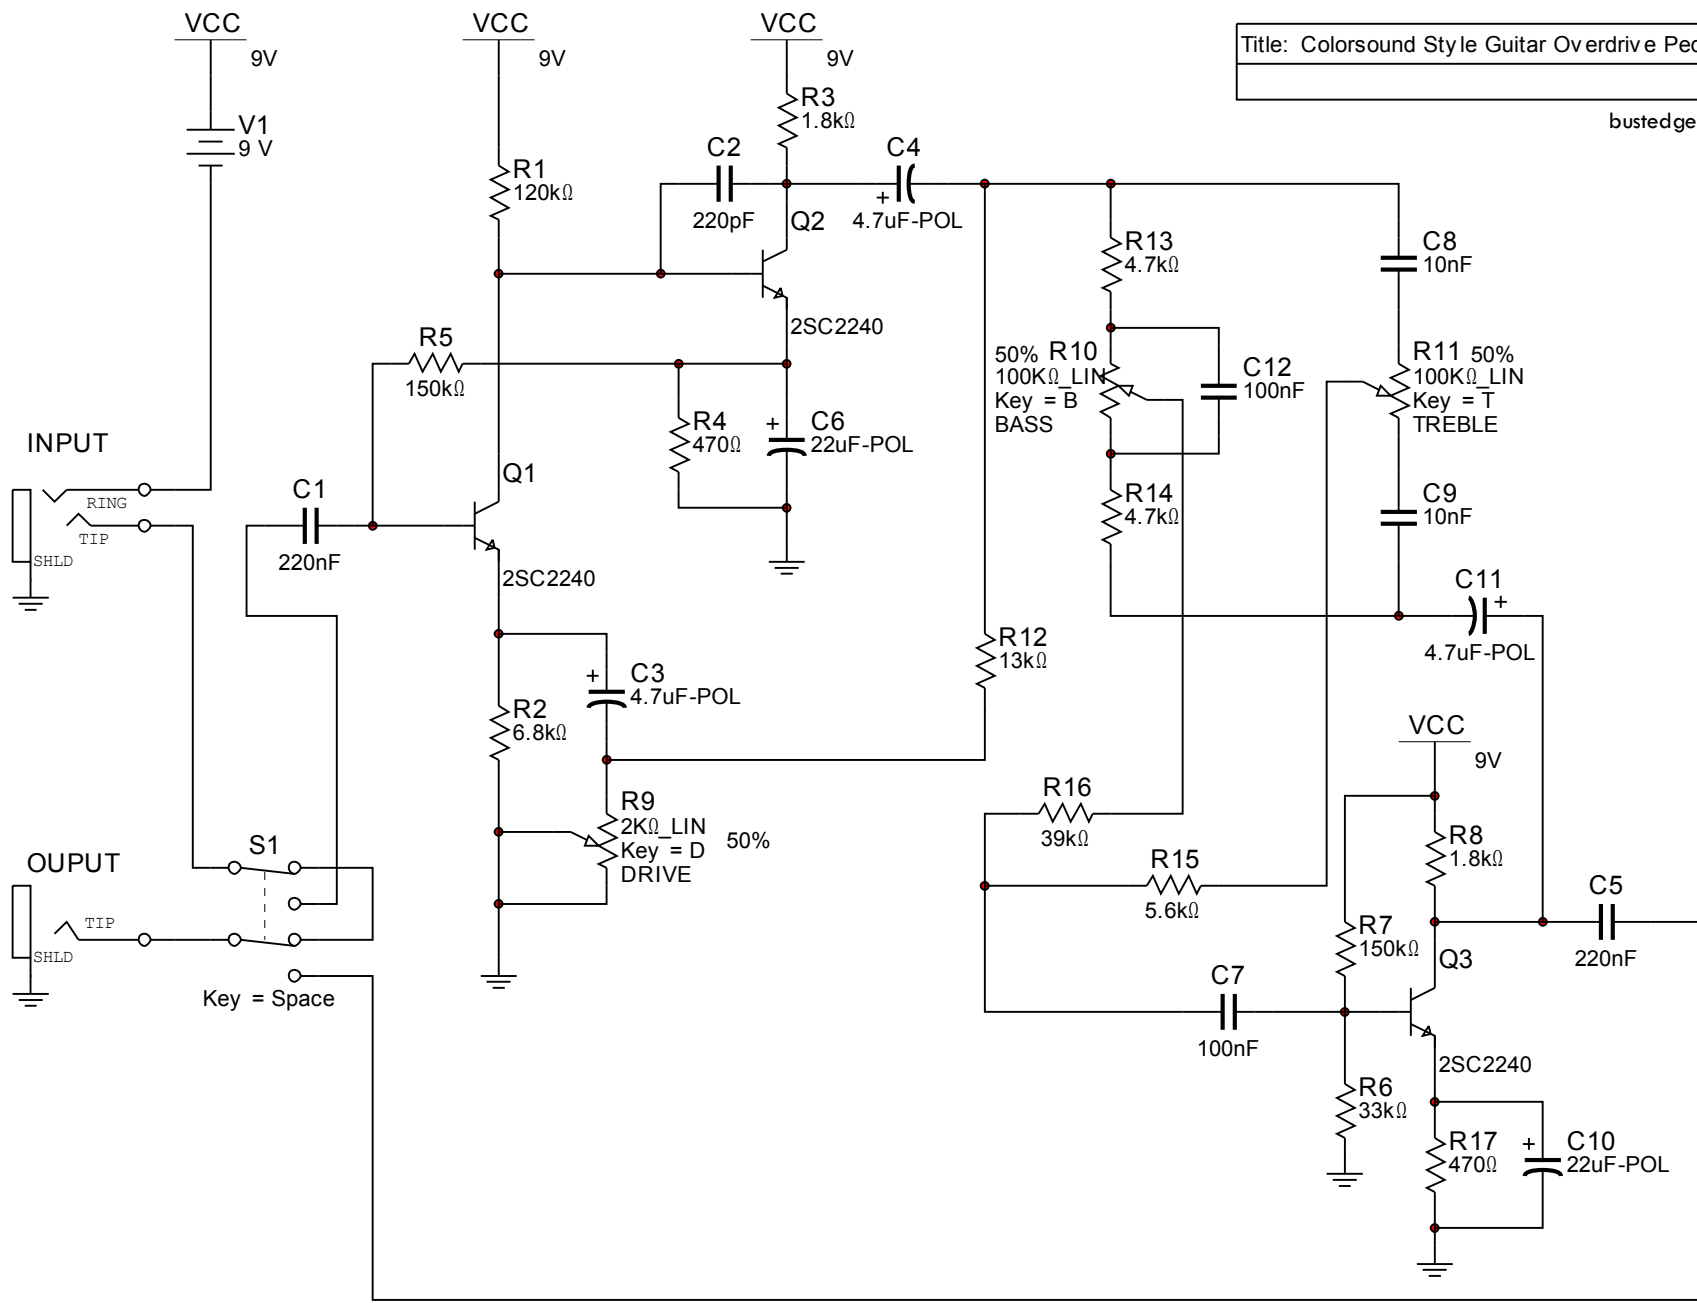 VCC
9V
VCC
9V
VCC
9V
Title: Colorsound Style Guitar Overdrive
V1
9 V
R3
1.8kΩ
C2
220pF
C4
+
4.7uF-POL
R1
120kΩ
Q2
2SC2240
R13
4.7kΩ
C8
10nF
R5
150kΩ
R4
470Ω
+
C6
22uF-POL
50% R10
100KΩ_LIN
Key = B
BASS
C12
100nF
R11 50%
100KΩ_LIN
Key = T
TREBLE
INPUT
RING
TIP
SHLD
C1
220nF
Q1
2SC2240
R14
4.7kΩ
C9
10nF
C11
+
4.7uF-POL
R12
13kΩ
+
C3
4.7uF-POL
R2
6.8kΩ
VCC
9V
R9
2KΩ_LIN
Key = D
DRIVE
50%
R16
39kΩ
R15
5.6kΩ
R8
1.8kΩ
OUPUT
TIP
SHLD
S1
Key = Space
C5
220nF
R7
150kΩ
Q3
2SC2240
C7
100nF
R6
33kΩ
R17
470Ω
+
C10
22uF-POL